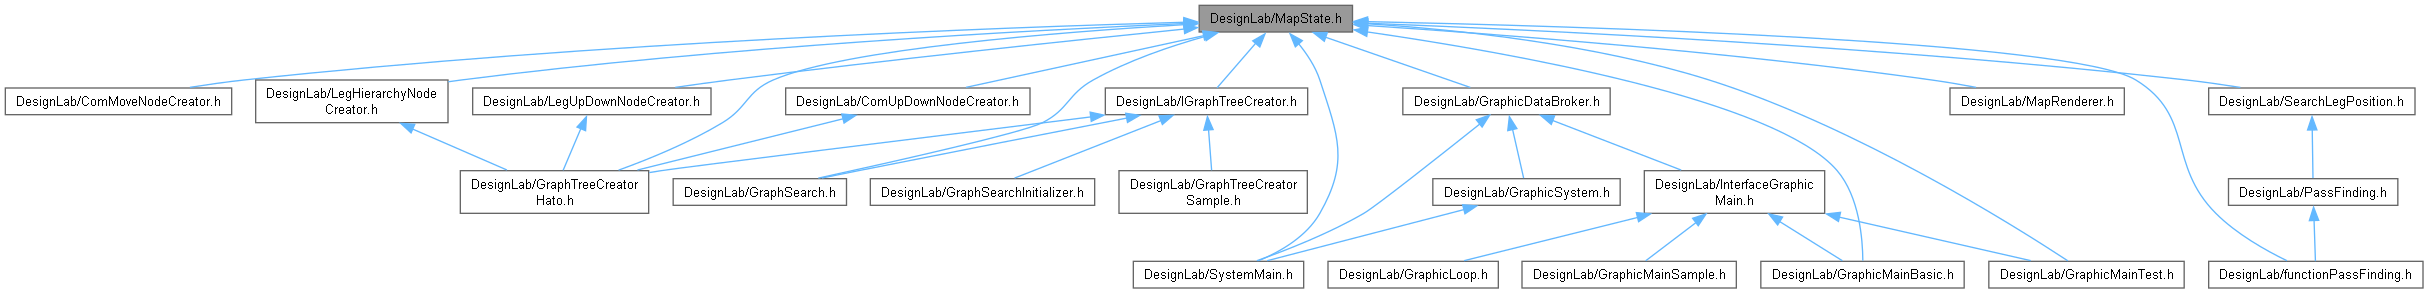 DesignLab/MapState.h
DesignLab/ComMoveNodeCreator.h
DesignLab/LegHierarchyNode
Creator.h
DesignLab/LegUpDownNodeCreator.h
DesignLab/ComUpDownNodeCreator.h
DesignLab/IGraphTreeCreator.h
DesignLab/GraphicDataBroker.h
DesignLab/MapRenderer.h
DesignLab/SearchLegPosition.h
DesignLab/GraphTreeCreator
Hato.h
DesignLab/GraphSearch.h
DesignLab/GraphSearchInitializer.h
DesignLab/GraphTreeCreator
Sample.h
DesignLab/GraphicSystem.h
DesignLab/InterfaceGraphic
Main.h
DesignLab/PassFinding.h
DesignLab/SystemMain.h
DesignLab/GraphicLoop.h
DesignLab/GraphicMainSample.h
DesignLab/GraphicMainBasic.h
DesignLab/GraphicMainTest.h
DesignLab/functionPassFinding.h